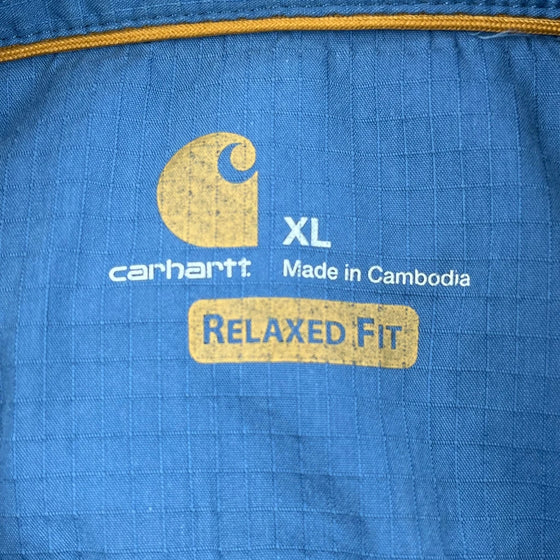 XL
carhartt
Made in Cambodia
RELAXED FIT